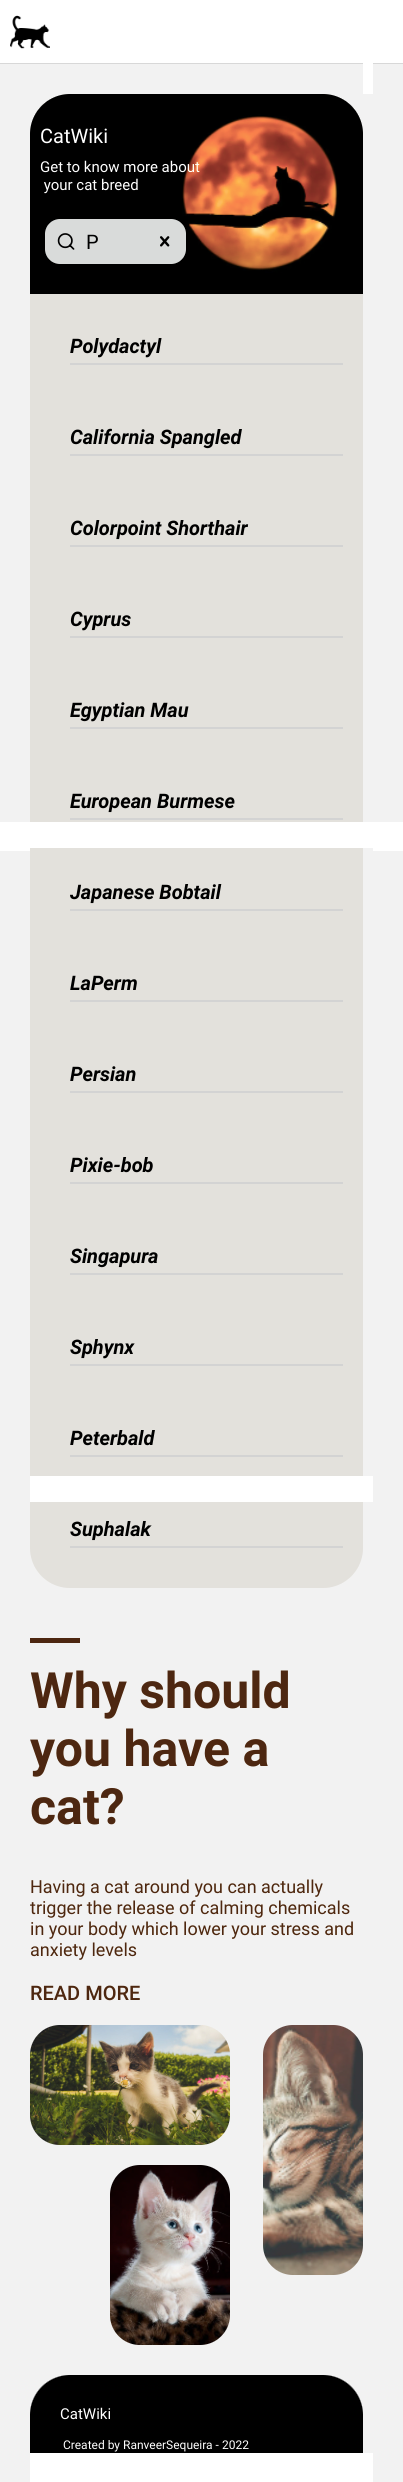 CatWiki
Get to know more about
your cat breed
P
Polydactyl
California Spangled
Colorpoint Shorthair
Cyprus
Egyptian Mau
European Burmese
Japanese Bobtail
LaPerm
Persian
Pixie-bob
Singapura
Sphynx
Peterbald
Suphalak
Why should
you have a
cat?
Having a cat around you can actually
trigger the release of calming chemicals
in your body which lower your stress and
anxiety levels
READ MORE
CatWiki
Created by RanveerSequeira - 2022